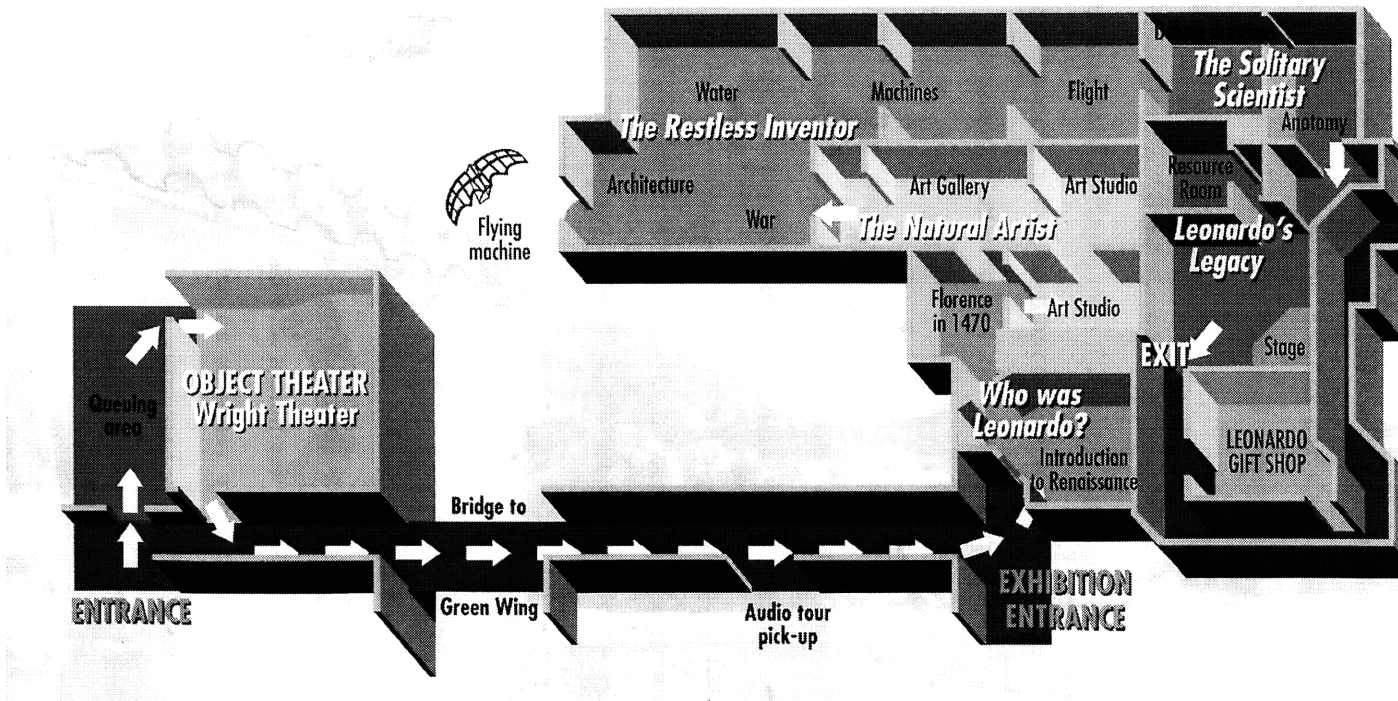 The Solitary
Scientist
Anatomy
Water
Machines
Flight
The Restless Inventor
Architecture
War
Art Gallery
Art Studio
The Natural Artist
Resource
Room
Leonardo's
Legacy
Flying
machine
Florence
in 1470
Art Studio
EXIT
Stage
OBJECT THEATER
Wright Theater
Queuing
area
Who was
Leonardo?
Introduction
to Renaissance
LEONARDO
GIFT SHOP
Bridge to
Green Wing
Audio tour
pick-up
ENTRANCE
EXHIBITION
ENTRANCE